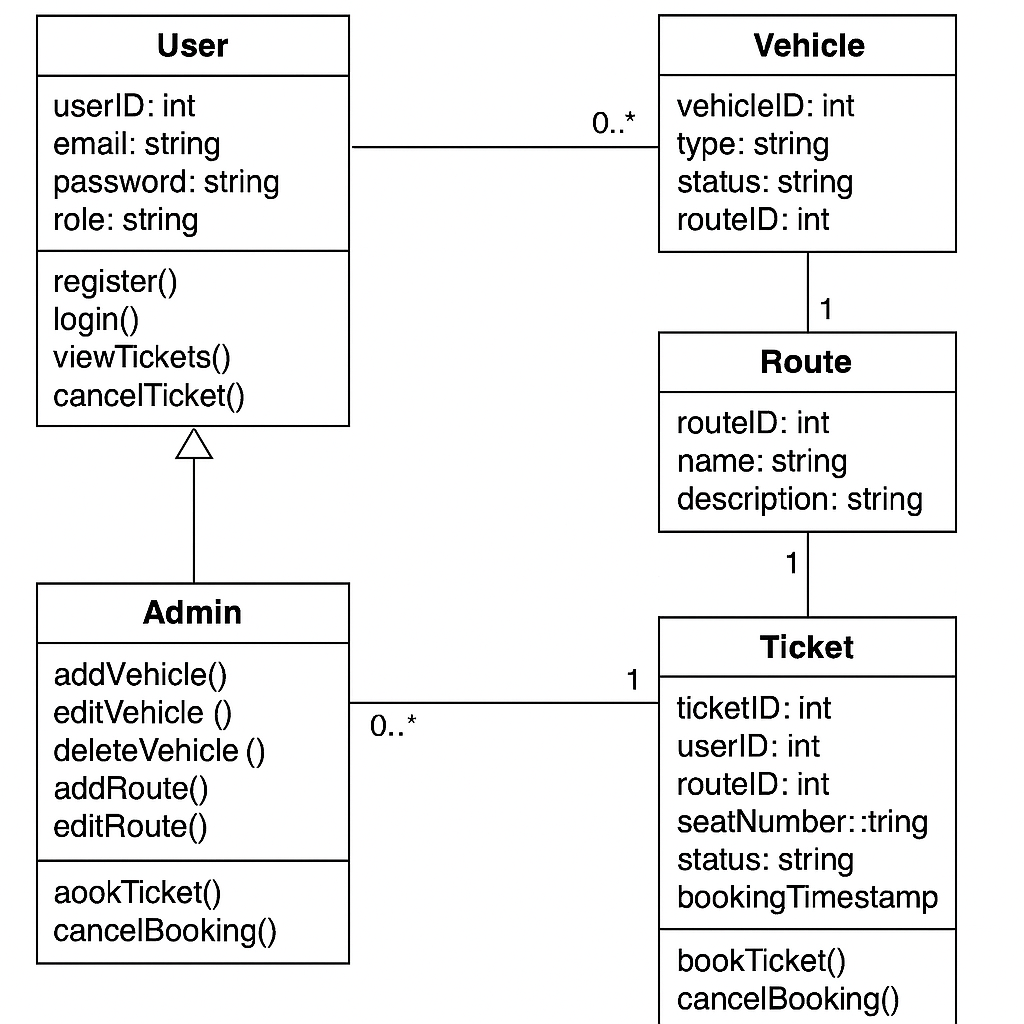 User
userID: int
email: string
password: string
role: string
register()
login()
viewTickets()
cancelTicket()
0..*
Vehicle
vehicleID: int
type: string
status: string
routeID: int
1
Route
routeID: int
name: string
description: string
1
Admin
addVehicle()
editVehicle ()
deleteVehicle ()
addRoute()
editRoute()
aookTicket()
cancelBooking()
0..*
1
Ticket
ticketID: int
userID: int
routeID: int
seatNumber::tring
status: string
bookingTimestamp
bookTicket()
cancelBooking()